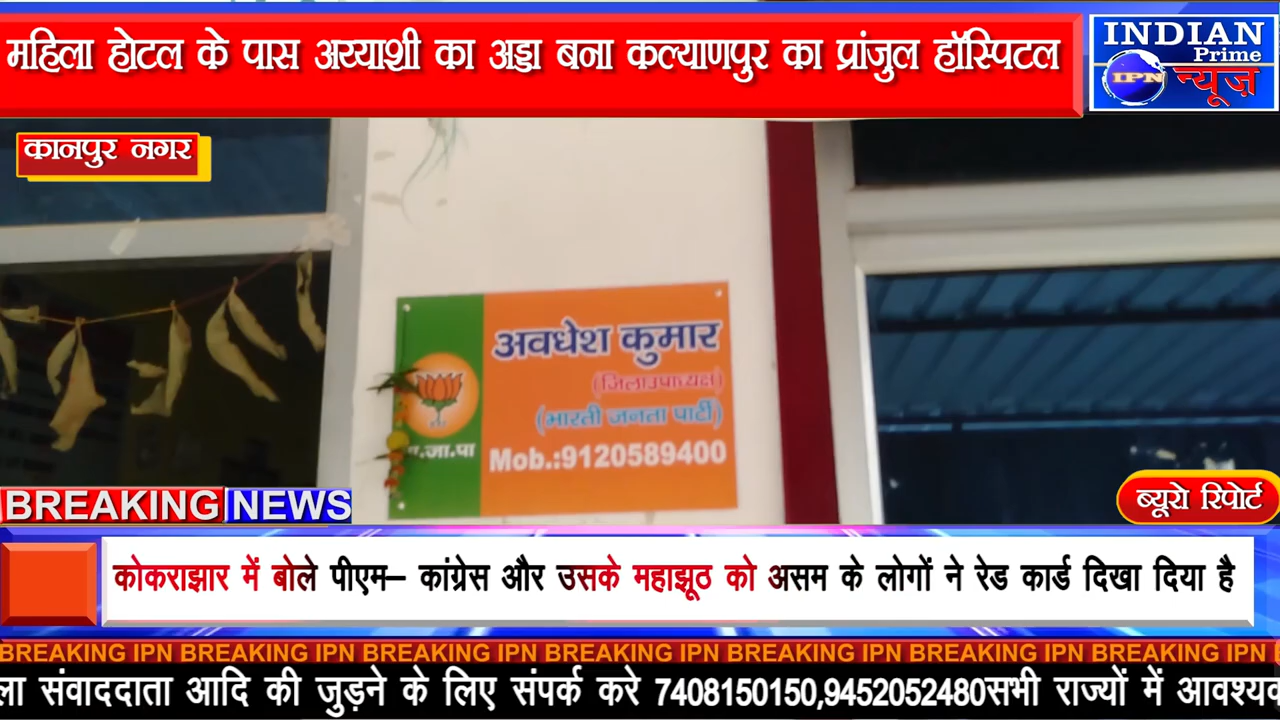 महिला होटल के पास अय्याशी का अड्डा बना कल्याणपुर का प्रांजुल हॉस्पिटल
INDIAN
Prime
IPN न्यूज़
कानपुर नगर
अवधेश कुमार
(जिलाउपाध्यक्ष)
(भारती जनता पार्टी)
.जा.पा
Mob.:9120589400
BREAKING NEWS
ब्यूरो रिपोर्ट
कोकराझार में बोले पीएम– कांग्रेस और उसके महाझूठ को असम के लोगों ने रेड कार्ड दिखा दिया है
BREAKING IPN BREAKING IPN BREAKING IPN BREAKING IPN BREAKING IPN BREAKING IPN BREAKING IPN
ला संवाददाता आदि की जुड़ने के लिए संपर्क करे 7408150150,9452052480सभी राज्यों में आवश्यक